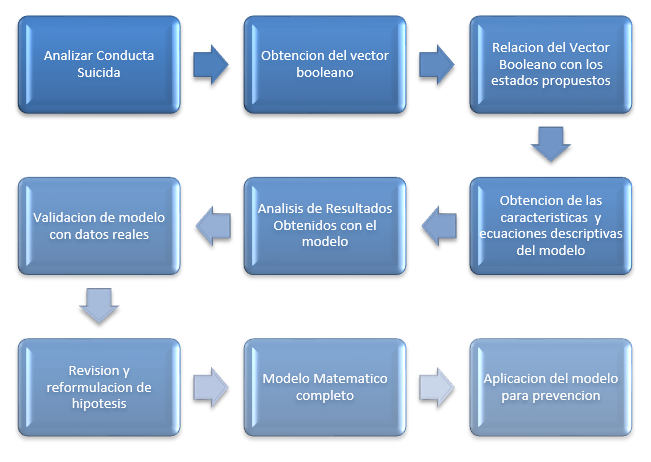 Analizar Conducta
Suicida
Obtencion del vector
booleano
Relacion del Vector
Booleano con los
estados propuestos
Obtencion de las
caracteristicas y
ecuaciones descriptivas
del modelo
Analisis de Resultados
Obtenidos con el
modelo
Validacion de modelo
con datos reales
Revision y
reformulacion de
hipotesis
Modelo Matematico
completo
Aplicacion del modelo
para prevencion